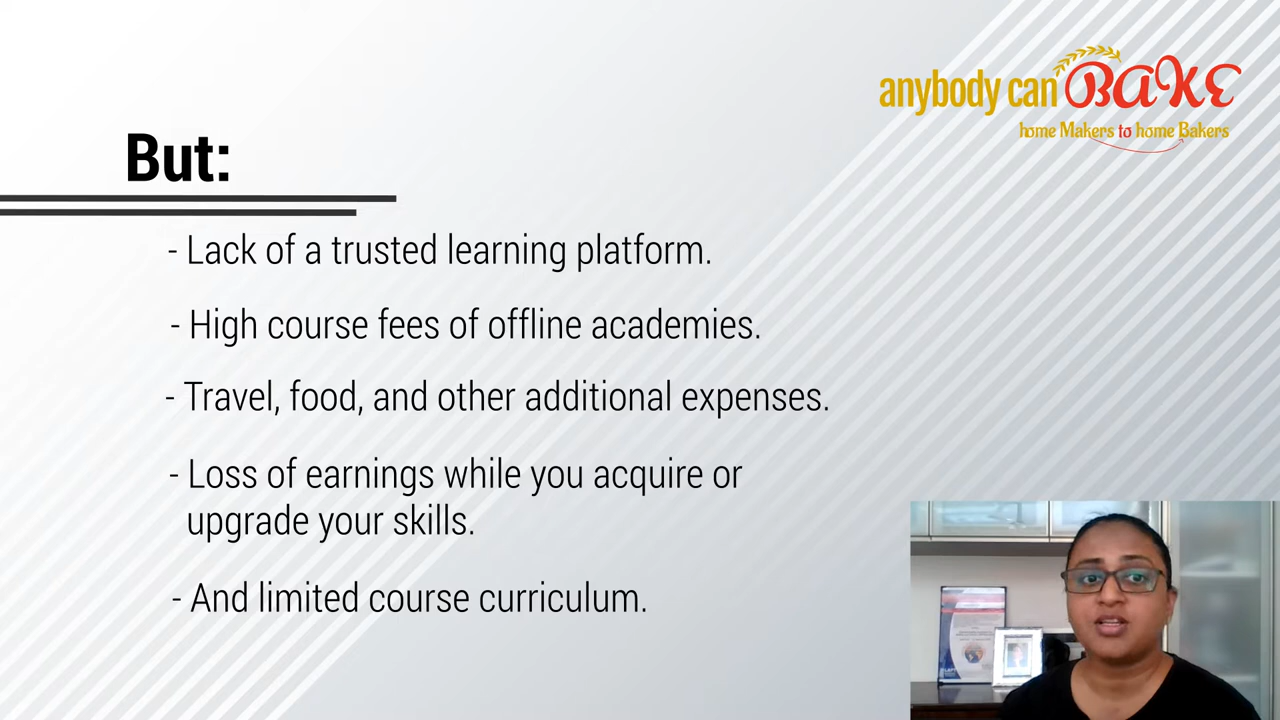 anybody can BAKE
home Makers to home Bakers
But:
- Lack of a trusted learning platform.
- High course fees of offline academies.
- Travel, food, and other additional expenses.
- Loss of earnings while you acquire or
upgrade your skills.
- And limited course curriculum.